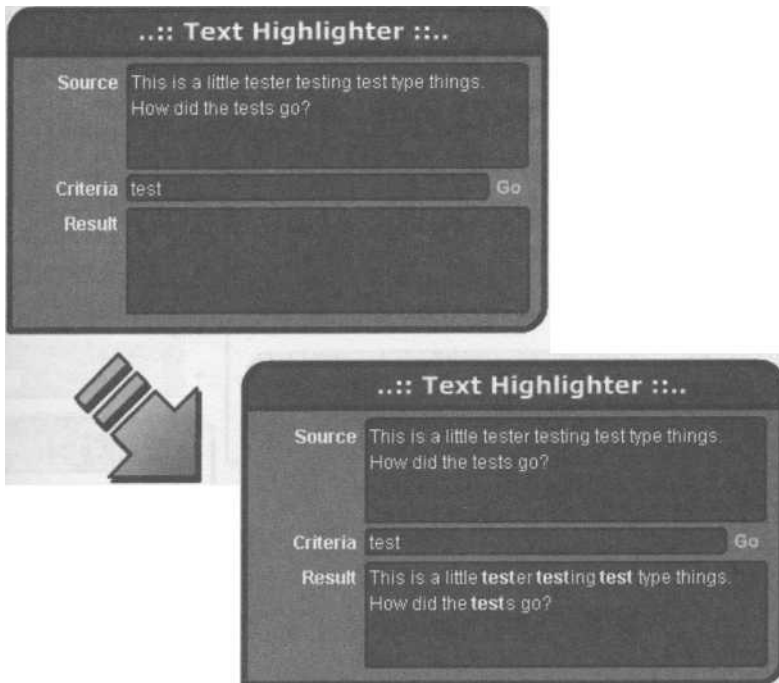 ..:: Text Highlighter ::..
Source This is a little tester testing test type things.
How did the tests go?
Criteria test Go
Result
..:: Text Highlighter ::..
Source This is a little tester testing test type things.
How did the tests go?
Criteria test Go
Result This is a little tester testing test type things.
How did the tests go?